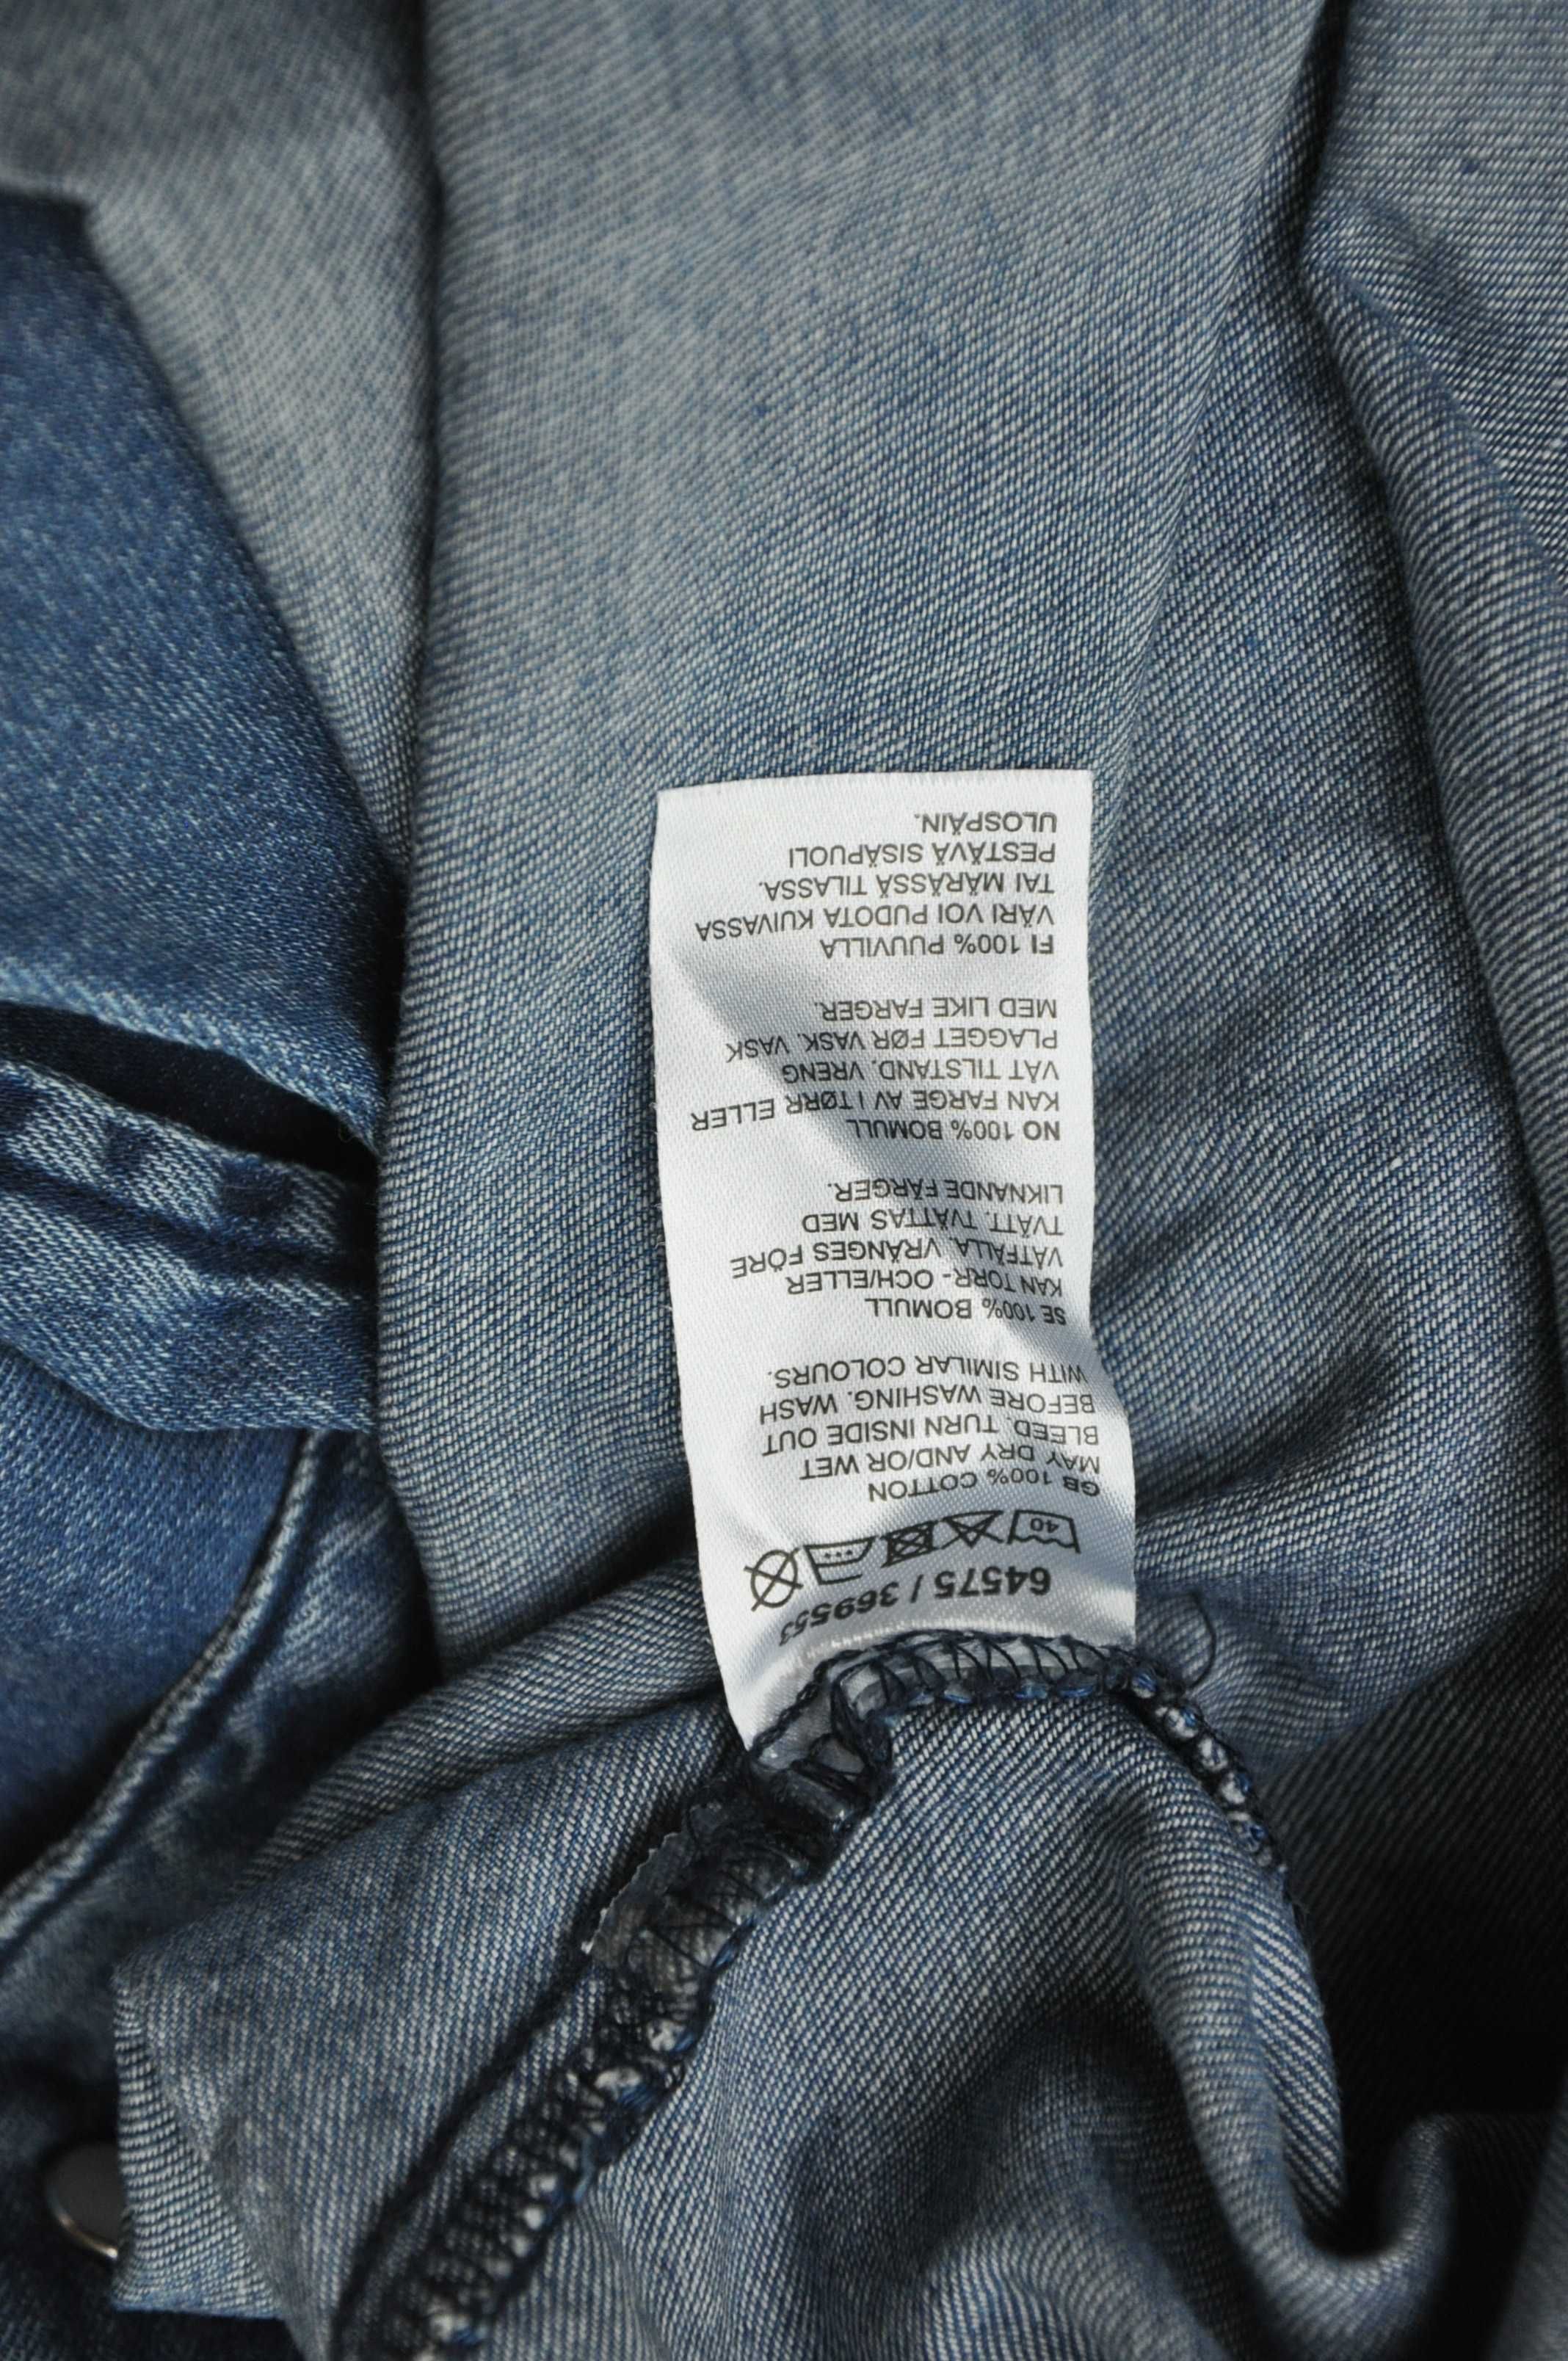 64575 / 369553
40
GB 100% COTTON
MAY DRY AND/OR WET
BLEED. TURN INSIDE OUT
BEFORE WASHING. WASH
WITH SIMILAR COLOURS.
SE 100% BOMULL
KAN TORR- OCH/ELLER
VÅTFÄLLA. VRÄNGES FÖRE
TVÄTT. TVÄTTAS MED
LIKNANDE FÄRGER.
NO 100% BOMULL
KAN FARGE AV I TØRR ELLER
VÅT TILSTAND. VRENG
PLAGGET FØR VASK. VASK
MED LIKE FARGER.
FI 100% PUUVILLA
VÄRI VOI PUDOTA KUIVASSA
TAI MÄRÄSSÄ TILASSA.
PESTÄVÄ SISÄPUOLI
ULOSPÄIN.